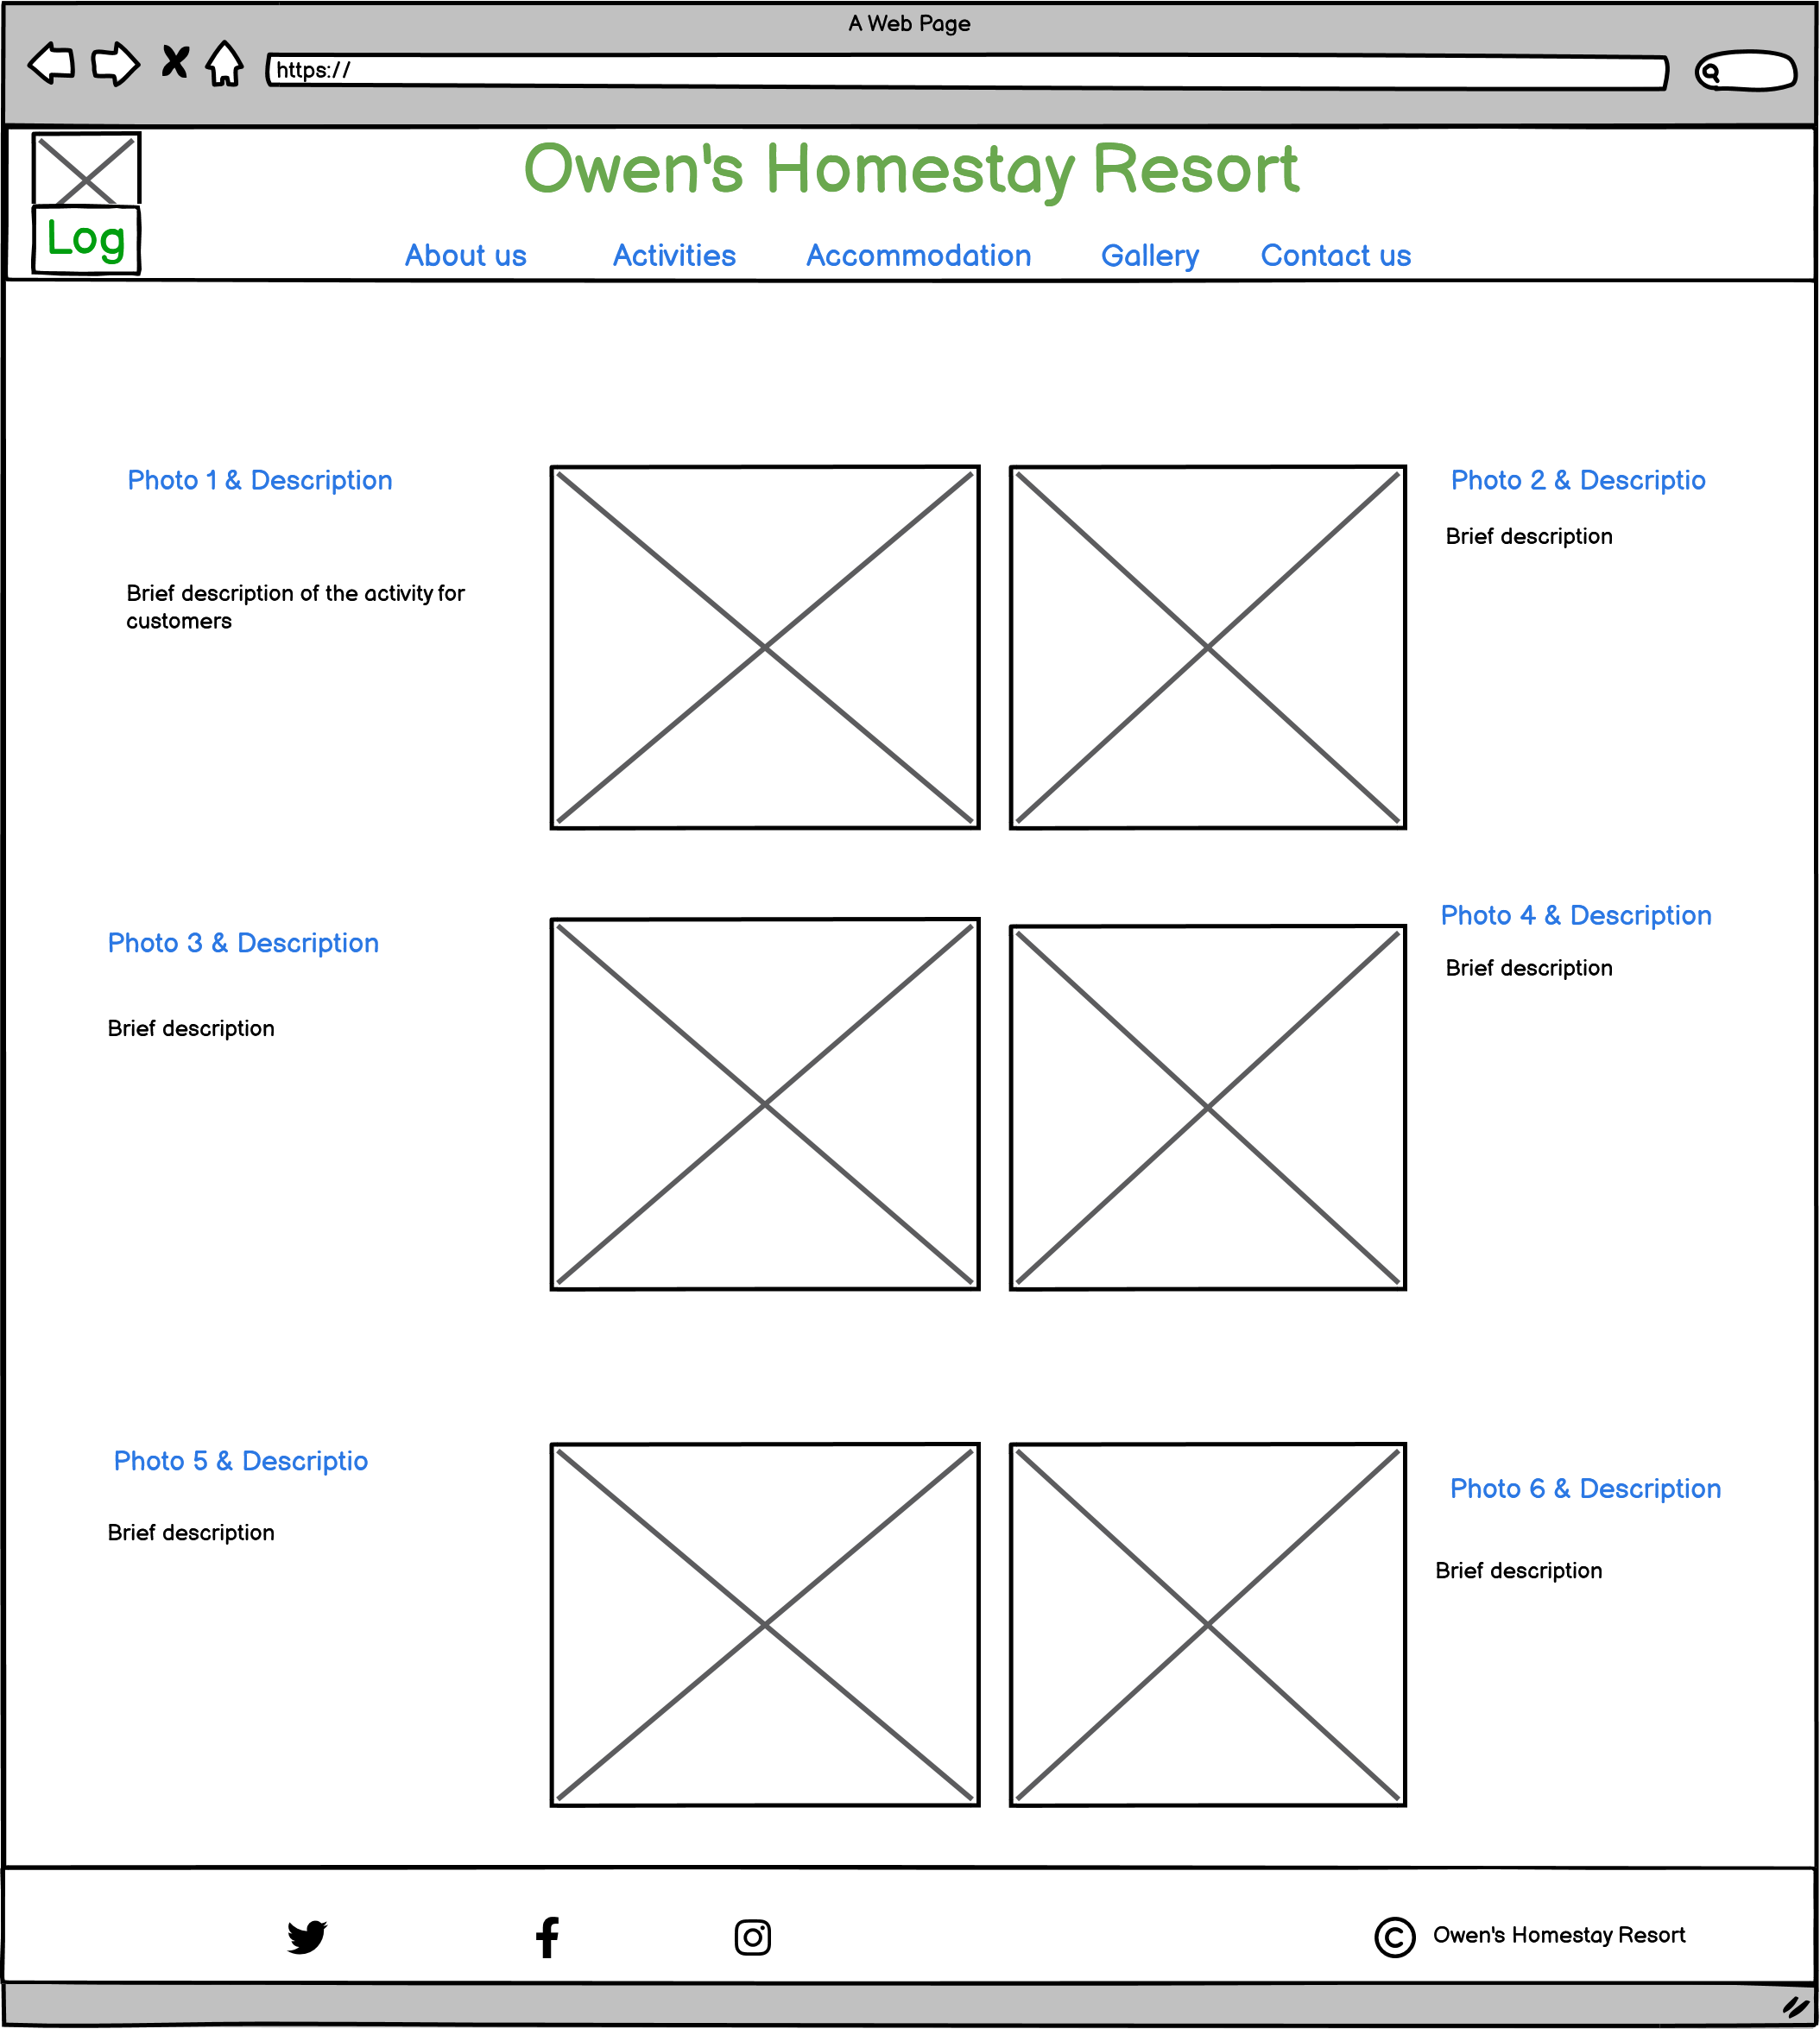 A Web Page
https://
Owen's Homestay Resort
Log
About us Activities Accommodation Gallery Contact us
Photo 1 & Description
Brief description of the activity for
customers
Photo 2 & Descriptio
Brief description
Photo 3 & Description
Brief description
Photo 4 & Description
Brief description
Photo 5 & Descriptio
Brief description
Photo 6 & Description
Brief description
© Owen's Homestay Resort